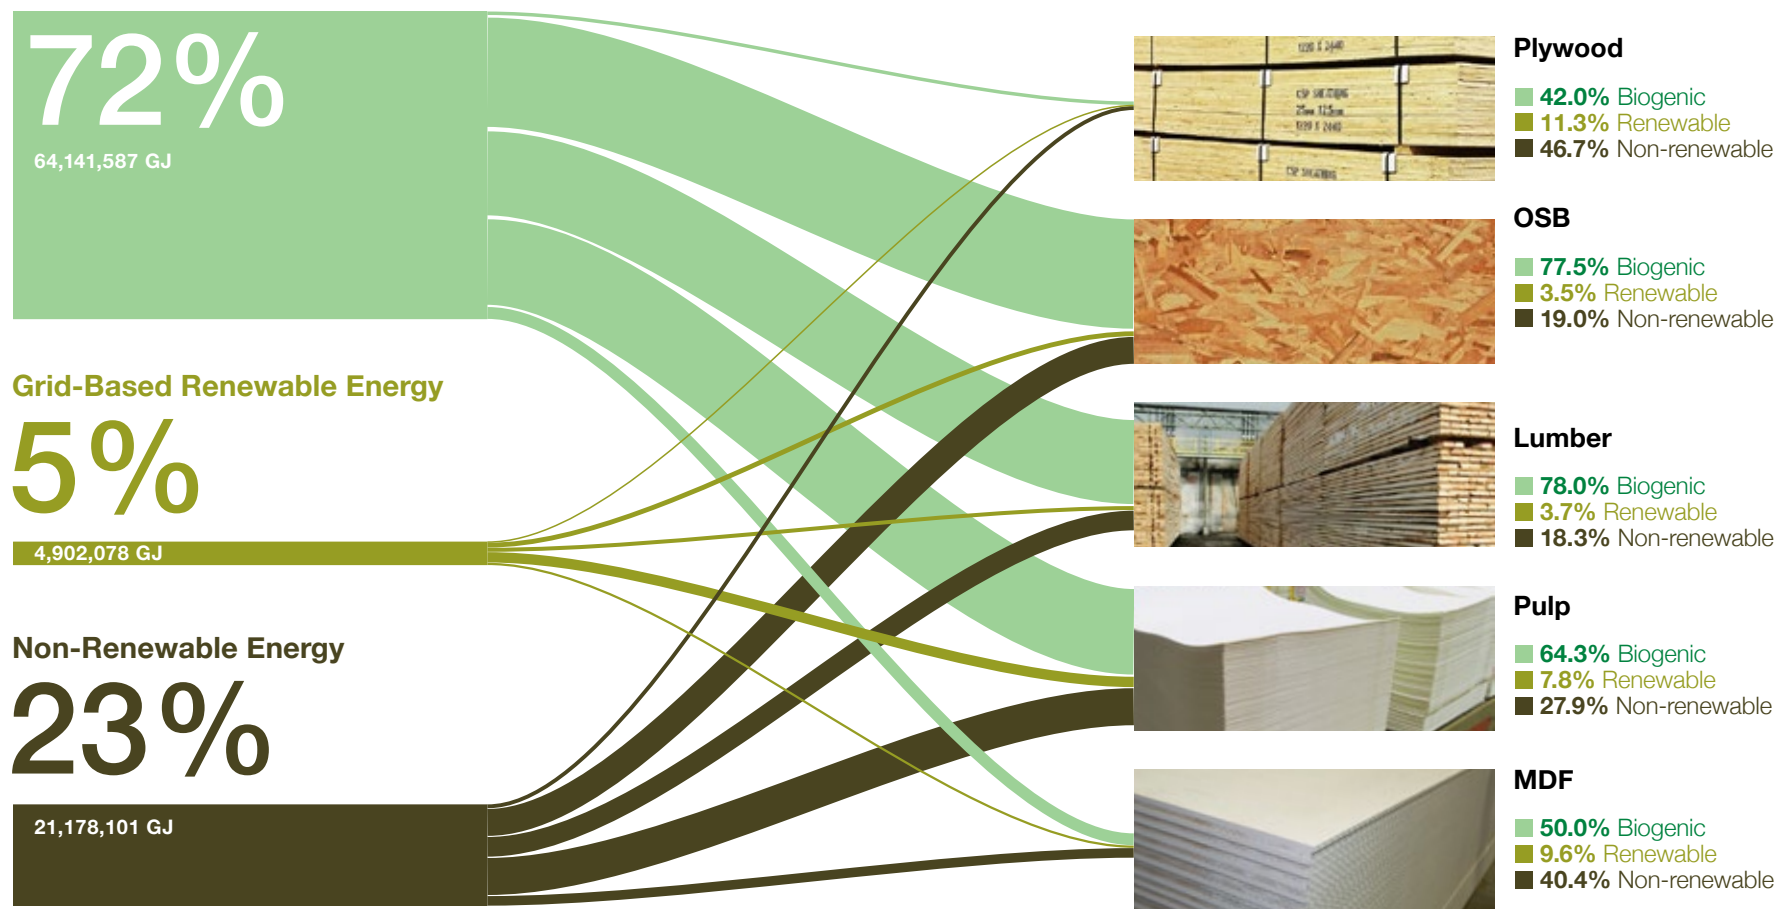 72%
64,141,587 GJ
Grid-Based Renewable Energy
5%
4,902,078 GJ
Non-Renewable Energy
23%
21,178,101 GJ
Plywood
42.0% Biogenic
11.3% Renewable
46.7% Non-renewable
OSB
77.5% Biogenic
3.5% Renewable
19.0% Non-renewable
Lumber
78.0% Biogenic
3.7% Renewable
18.3% Non-renewable
Pulp
64.3% Biogenic
7.8% Renewable
27.9% Non-renewable
MDF
50.0% Biogenic
9.6% Renewable
40.4% Non-renewable